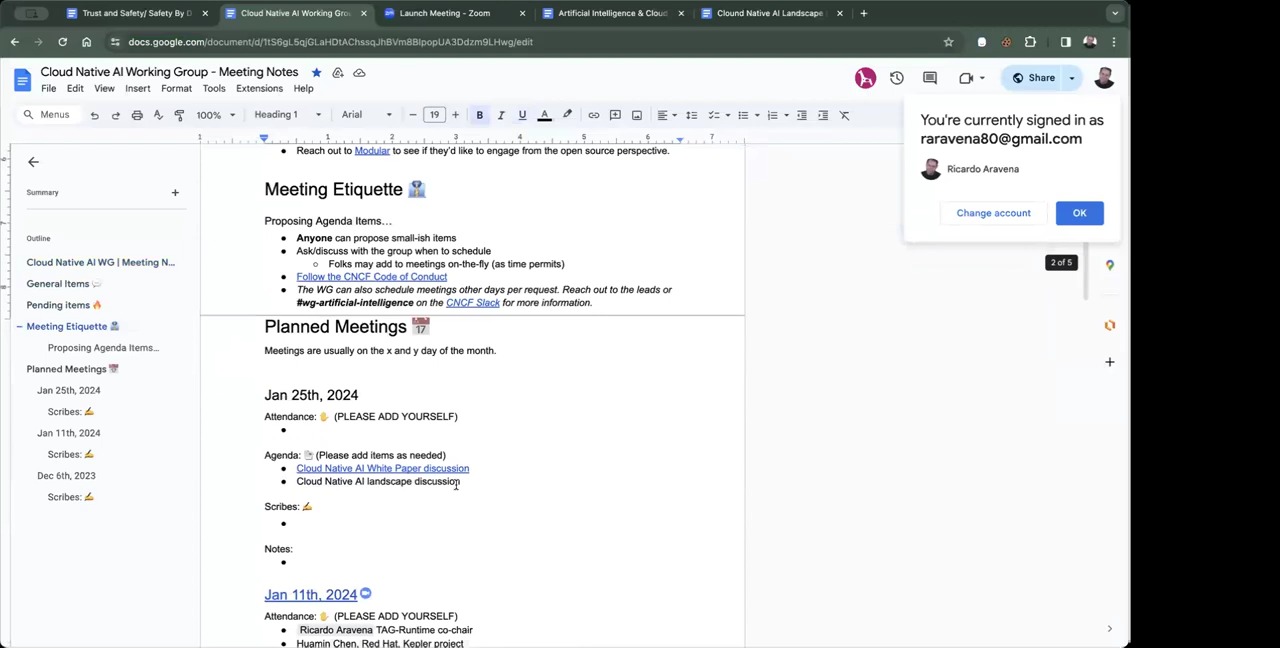 Trust and Safety/ Safety By D
Cloud Native AI Working Gro
Launch Meeting - Zoom
Artificial Intelligence & Cloud
Clound Native AI Landscape
docs.google.com/document/d/1tS6gL5qjGLaHDtAChssqJhBVm8BlpopUA3Ddzm9LHwg/edit
Cloud Native AI Working Group - Meeting Notes
File Edit View Insert Format Tools Extensions Help
Share
Menus 100% Heading 1 Arial 19 B I U A
You're currently signed in as
raravena80@gmail.com
Ricardo Aravena
Change account OK
2 of 5
1 1 2 3 4 5 6 7
Summary
Outline
Cloud Native AI WG | Meeting N...
General Items 💬
Pending items 🔥
Meeting Etiquette 👔
Proposing Agenda Items...
Planned Meetings 📅
Jan 25th, 2024
Scribes: ✍️
Jan 11th, 2024
Scribes: ✍️
Dec 6th, 2023
Scribes: ✍️
Reach out to Modular to see if they'd like to engage from the open source perspective.
Meeting Etiquette 👔
Proposing Agenda Items...
Anyone can propose small-ish items
Ask/discuss with the group when to schedule
Folks may add to meetings on-the-fly (as time permits)
Follow the CNCF Code of Conduct
The WG can also schedule meetings other days per request. Reach out to the leads or
#wg-artificial-intelligence on the CNCF Slack for more information.
Planned Meetings 📅
Meetings are usually on the x and y day of the month.
Jan 25th, 2024
Attendance: ✋ (PLEASE ADD YOURSELF)
Agenda: 📑 (Please add items as needed)
Cloud Native AI White Paper discussion
Cloud Native AI landscape discussion
Scribes: ✍️
Notes:
Jan 11th, 2024
Attendance: ✋ (PLEASE ADD YOURSELF)
Ricardo Aravena TAG-Runtime co-chair
Huamin Chen, Red Hat, Kepler project